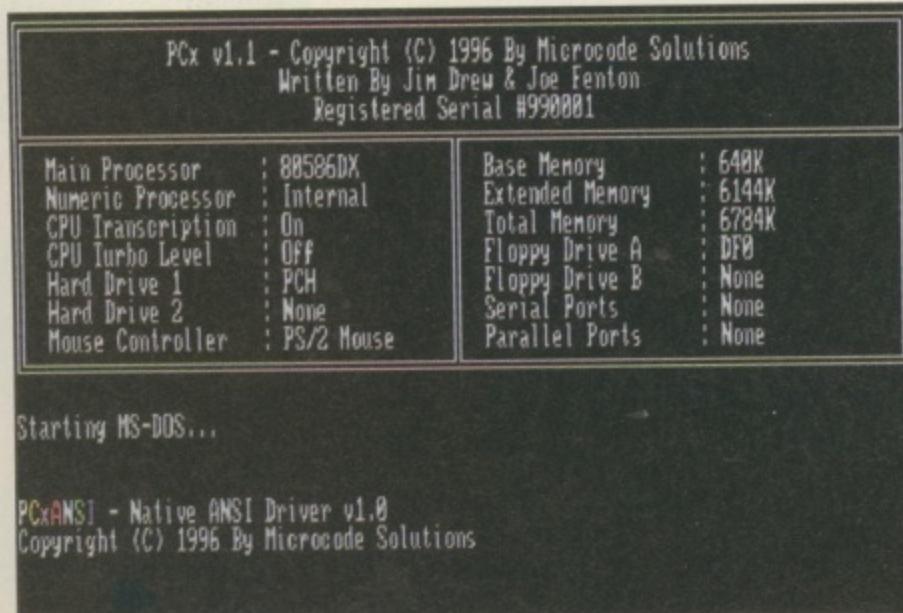 PCx v1.1 - Copyright (C) 1996 By Microcode Solutions
Written By Jim Drew & Joe Fenton
Registered Serial #990001
Main Processor : 80586DX
Numeric Processor : Internal
CPU Transcription : On
CPU Turbo Level : Off
Hard Drive 1 : PCH
Hard Drive 2 : None
Mouse Controller : PS/2 Mouse
Base Memory : 640K
Extended Memory : 6144K
Total Memory : 6784K
Floppy Drive A : DF0
Floppy Drive B : None
Serial Ports : None
Parallel Ports : None
Starting MS-DOS...
PCxANSI - Native ANSI Driver v1.0
Copyright (C) 1996 By Microcode Solutions